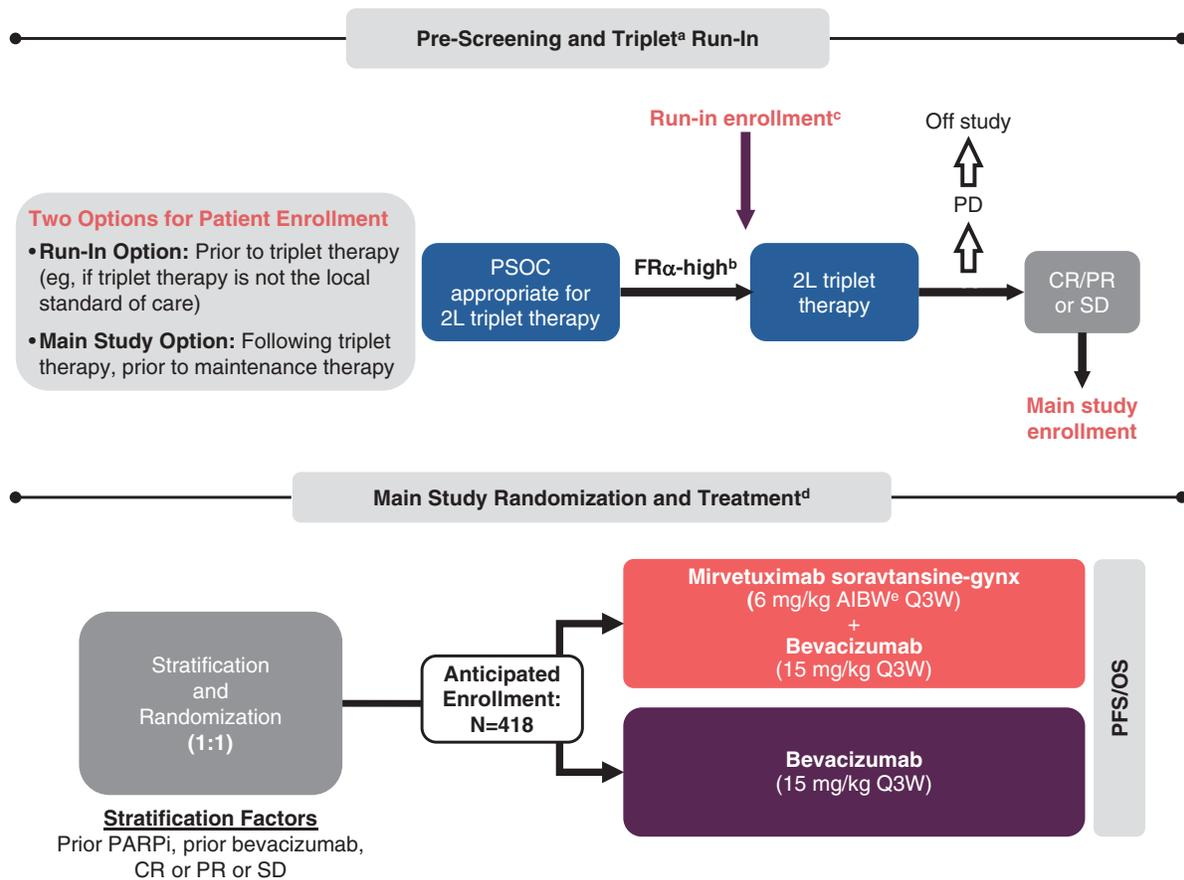 Pre-Screening and Tripletᵃ Run-In
Run-in enrollmentᶜ
Off study
PD
Two Options for Patient Enrollment
• Run-In Option: Prior to triplet therapy
(eg, if triplet therapy is not the local
standard of care)
• Main Study Option: Following triplet
therapy, prior to maintenance therapy
PSOC
appropriate for
2L triplet therapy
FRα-highᵇ
2L triplet
therapy
CR/PR
or SD
Main study
enrollment
Main Study Randomization and Treatmentᵈ
Stratification
and
Randomization
(1:1)
Stratification Factors
Prior PARPi, prior bevacizumab,
CR or PR or SD
Anticipated
Enrollment:
N=418
Mirvetuximab soravtansine-gynx
(6 mg/kg AIBWᵉ Q3W)
+
Bevacizumab
(15 mg/kg Q3W)
Bevacizumab
(15 mg/kg Q3W)
PFS/OS